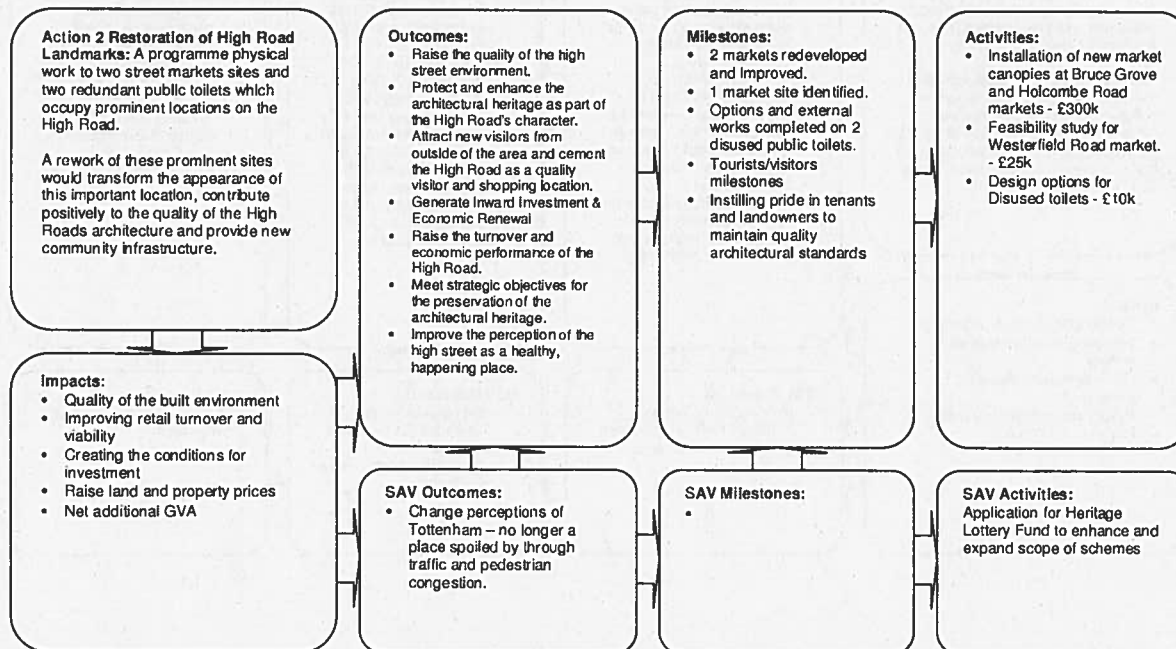 Action 2 Restoration of High Road
Landmarks: A programme physical
work to two street markets sites and
two redundant public toilets which
occupy prominent locations on the
High Road.
A rework of these prominent sites
would transform the appearance of
this important location, contribute
positively to the quality of the High
Roads architecture and provide new
community infrastructure.
Outcomes:
• Raise the quality of the high
street environment.
• Protect and enhance the
architectural heritage as part of
the High Road's character.
• Attract new visitors from
outside of the area and cement
the High Road as a quality
visitor and shopping location.
• Generate Inward Investment &
Economic Renewal
• Raise the turnover and
economic performance of the
High Road.
• Meet strategic objectives for
the preservation of the
architectural heritage.
• Improve the perception of the
high street as a healthy,
happening place.
Milestones:
• 2 markets redeveloped
and Improved.
• 1 market site identified.
• Options and external
works completed on 2
disused public toilets.
• Tourists/visitors
milestones
• Instilling pride in tenants
and landowners to
maintain quality
architectural standards
Activities:
• Installation of new market
canopies at Bruce Grove
and Holcombe Road
markets - £300k
• Feasibility study for
Westerfield Road market.
- £25k
• Design options for
Disused toilets - £10k
Impacts:
• Quality of the built environment
• Improving retail turnover and
viability
• Creating the conditions for
investment
• Raise land and property prices
• Net additional GVA
SAV Outcomes:
• Change perceptions of
Tottenham – no longer a
place spoiled by through
traffic and pedestrian
congestion.
SAV Milestones:
•
SAV Activities:
Application for Heritage
Lottery Fund to enhance and
expand scope of schemes